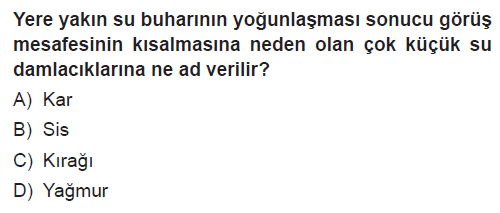 Yere yakın su buharının yoğunlaşması sonucu görüş
mesafesinin kısalmasına neden olan çok küçük su
damlacıklarına ne ad verilir?
A) Kar
B) Sis
C) Kırağı
D) Yağmur